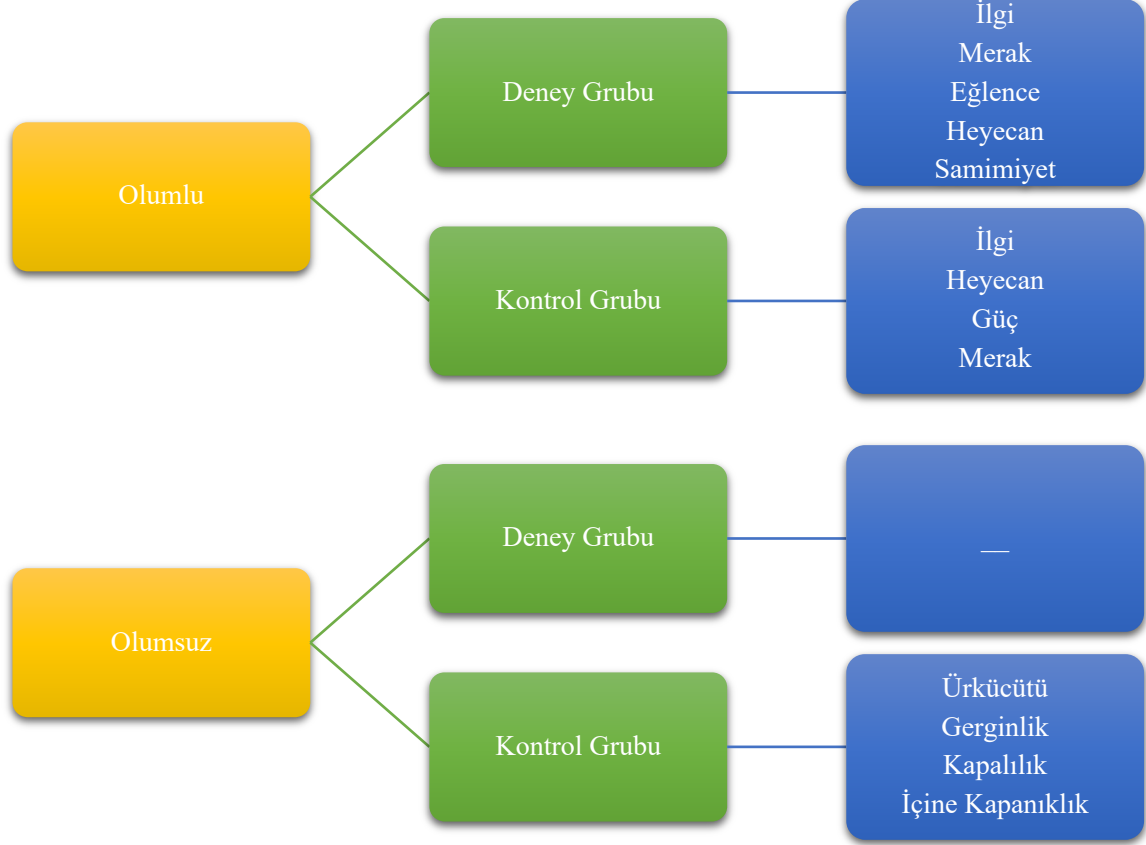 Olumlu
Deney Grubu
İlgi
Merak
Eğlence
Heyecan
Samimiyet
Kontrol Grubu
İlgi
Heyecan
Güç
Merak
Olumsuz
Deney Grubu
—
Kontrol Grubu
Ürkücütü
Gerginlik
Kapalılık
İçine Kapanıklık